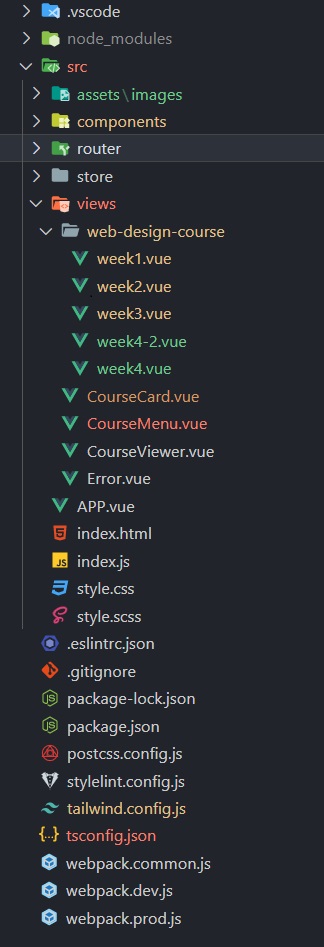 .vscode
node_modules
src
assets\images
components
router
store
views
web-design-course
week1.vue
week2.vue
week3.vue
week4-2.vue
week4.vue
CourseCard.vue
CourseMenu.vue
CourseViewer.vue
Error.vue
APP.vue
index.html
JS index.js
style.css
style.scss
.eslintrc.json
.gitignore
package-lock.json
package.json
postcss.config.js
stylelint.config.js
tailwind.config.js
{..} tsconfig.json
webpack.common.js
webpack.dev.js
webpack.prod.js